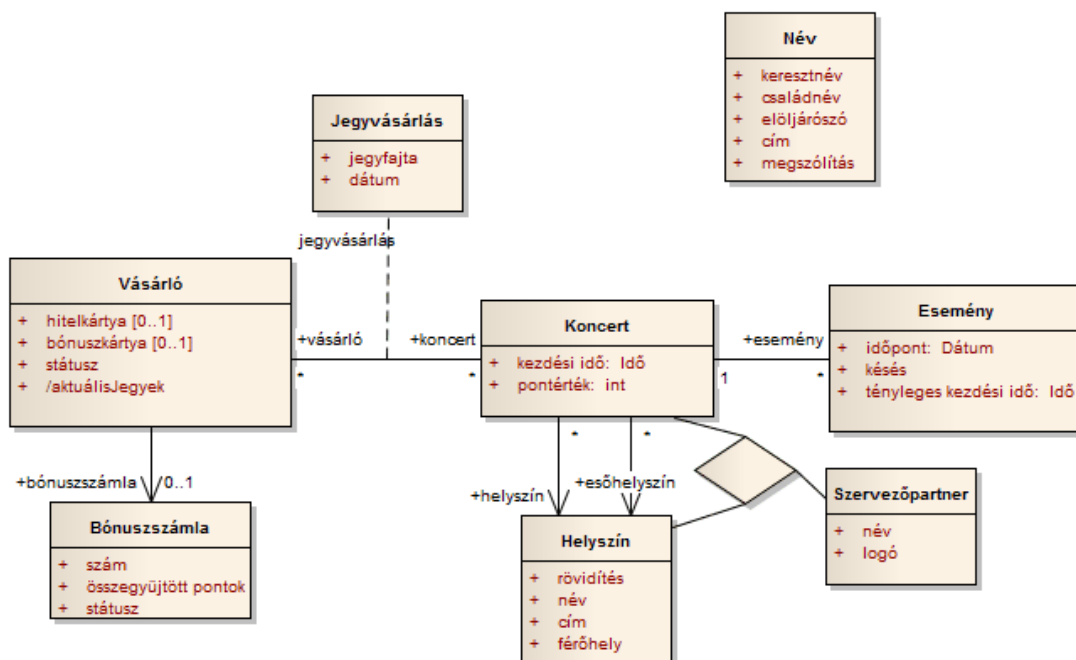 Név
+ keresztnév
+ családnév
+ elöljárószó
+ cím
+ megszólítás
Jegyvásárlás
+ jegyfajta
+ dátum
jegyvásárlás
Vásárló
+ hitelkártya [0..1]
+ bónuszkártya [0..1]
+ státusz
+ /aktuálisJegyek
+vásárló
*
+koncert
*
Koncert
+ kezdési idő: Idő
+ pontérték: int
1
+esemény
*
Esemény
+ időpont: Dátum
+ késés
+ tényleges kezdési idő: Idő
*
*
+bónuszszámla 0..1
+helyszín
+esőhelyszín
Bónuszszámla
+ szám
+ összegyüjtött pontok
+ státusz
Helyszín
+ rövidítés
+ név
+ cím
+ férőhely
Szervezőpartner
+ név
+ logó